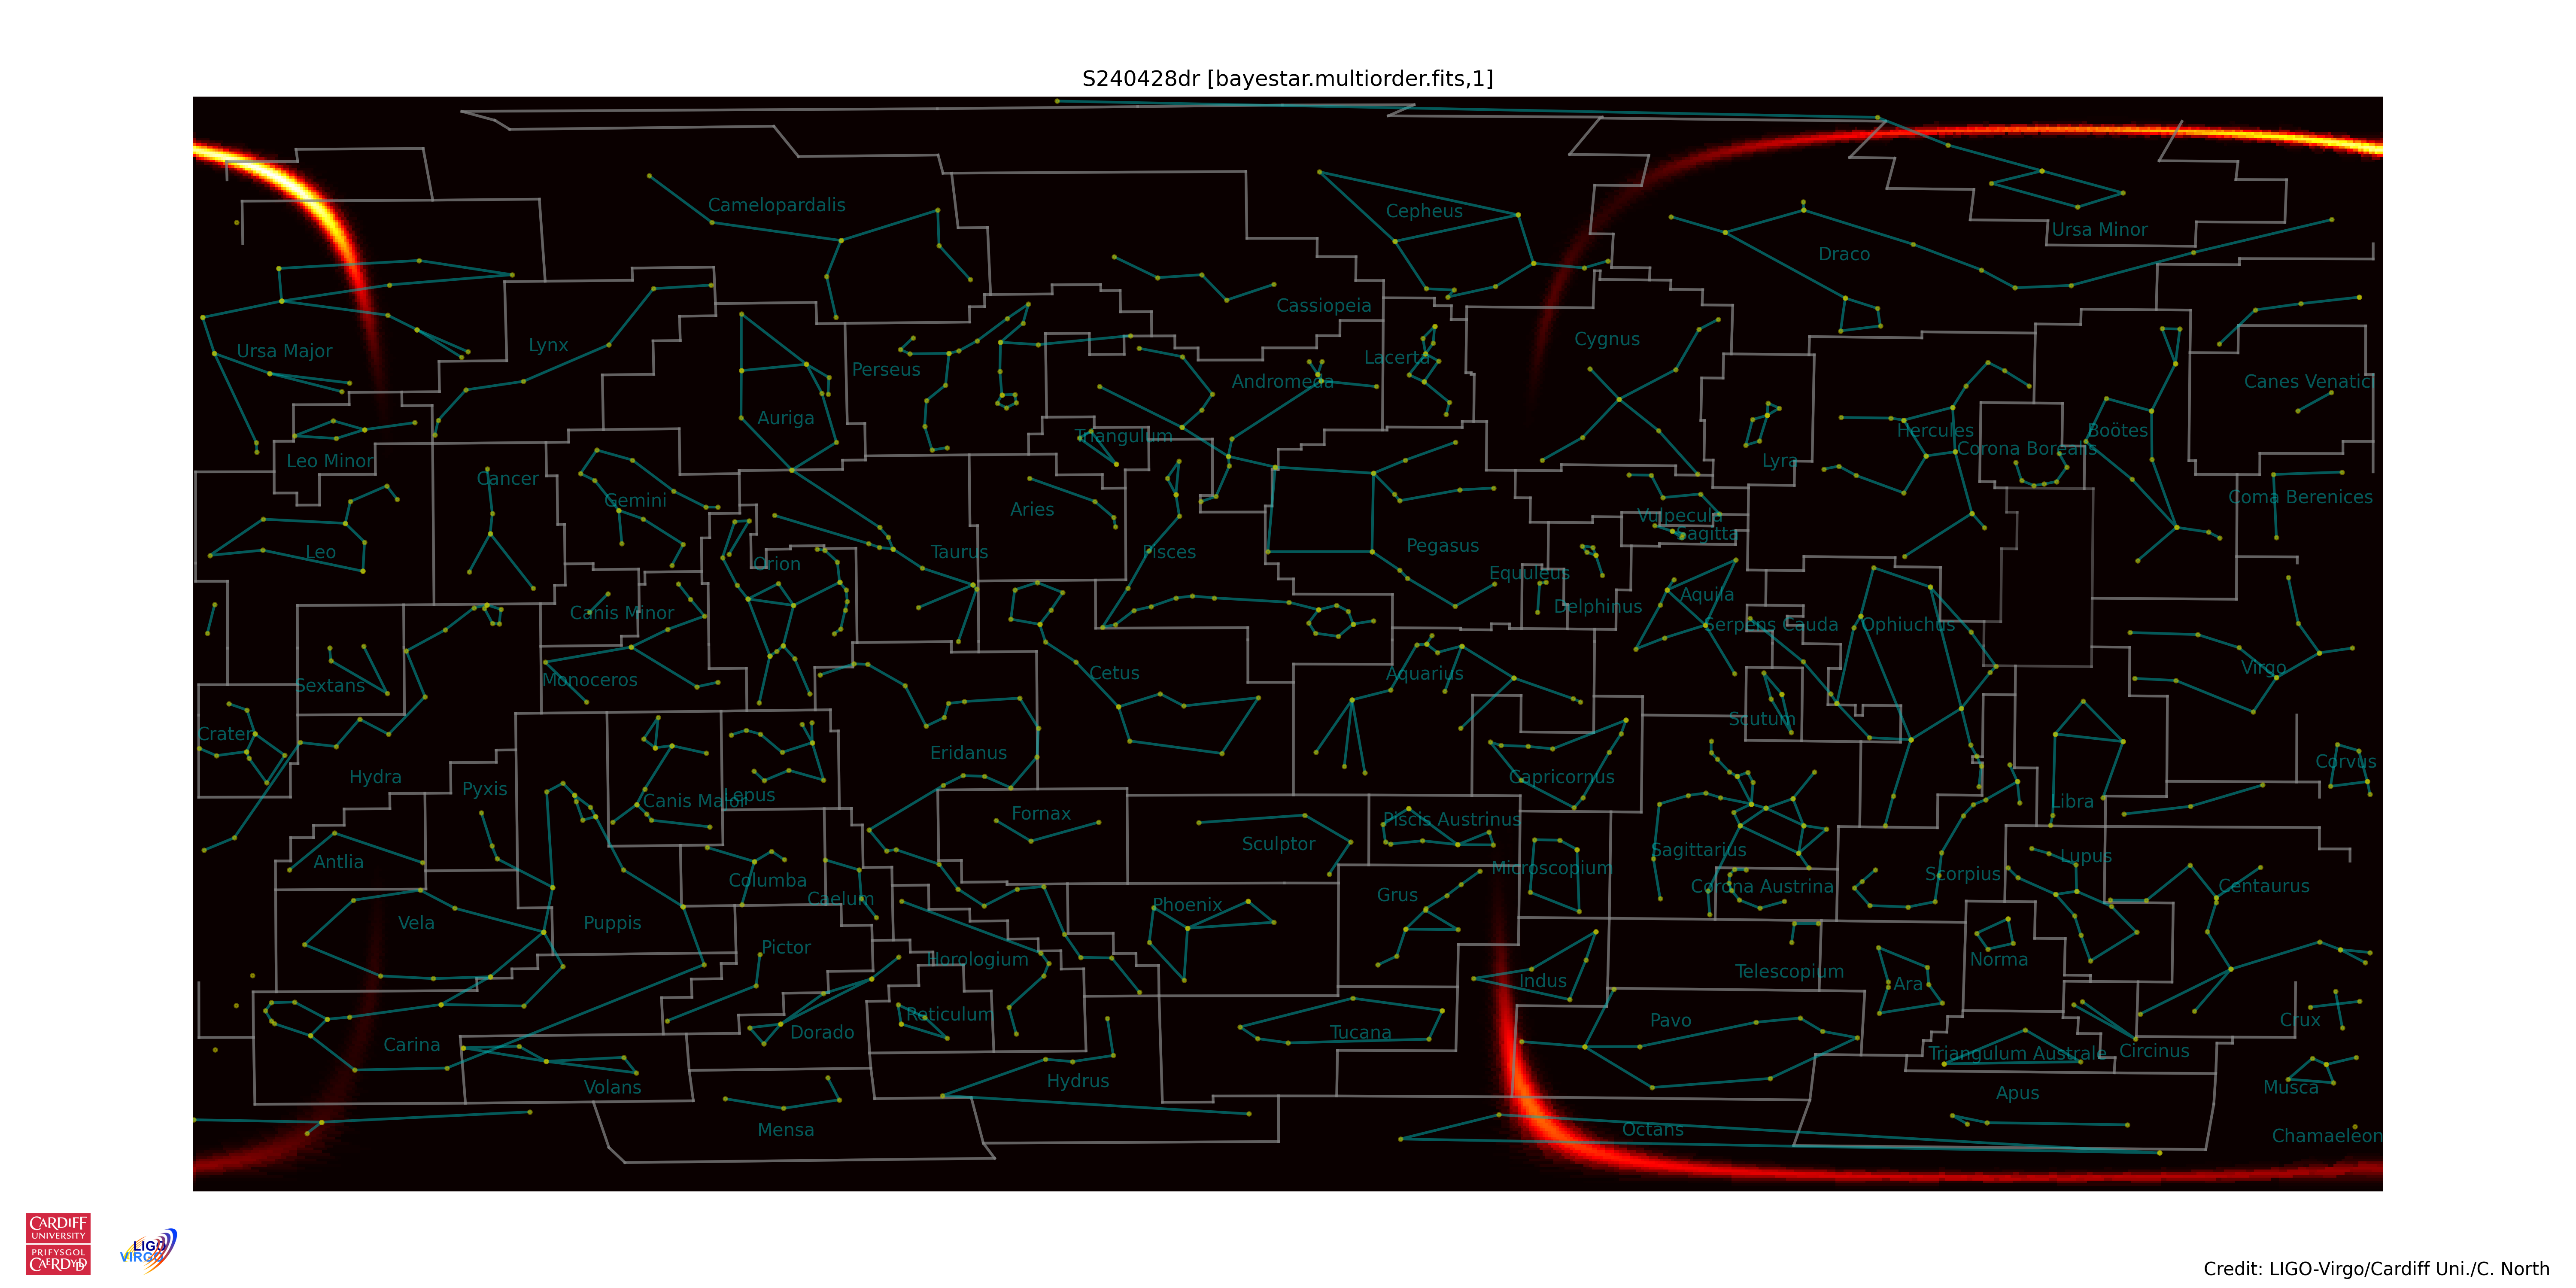 S240428dr [bayestar.multiorder.fits,1]
Camelopardalis
Cepheus
Ursa Minor
Draco
Cassiopeia
Ursa Major
Lynx
Perseus
Lacerta
Cygnus
Andromeda
Canes Venatici
Auriga
Triangulum
Hercules
Boötes
Corona Borealis
Leo Minor
Lyra
Cancer
Gemini
Coma Berenices
Aries
Vulpecula
Sagitta
Leo
Taurus
Pisces
Pegasus
Orion
Equuleus
Delphinus
Aquila
Canis Minor
Serpens Cauda
Ophiuchus
Virgo
Sextans
Monoceros
Cetus
Aquarius
Scutum
Crater
Eridanus
Corvus
Hydra
Capricornus
Pyxis
Canis Major
Lepus
Libra
Fornax
Piscis Austrinus
Sculptor
Sagittarius
Lupus
Antlia
Microscopium
Scorpius
Columba
Corona Austrina
Centaurus
Caelum
Grus
Phoenix
Vela
Puppis
Pictor
Horologium
Norma
Telescopium
Indus
Ara
Reticulum
Pavo
Crux
Dorado
Tucana
Carina
Triangulum Australe
Circinus
Hydrus
Volans
Apus
Musca
Mensa
Octans
Chamaeleon
CARDIFF
UNIVERSITY
PRIFYSGOL
CAERDYDD
LIGO
VIRGO
Credit: LIGO-Virgo/Cardiff Uni./C. North